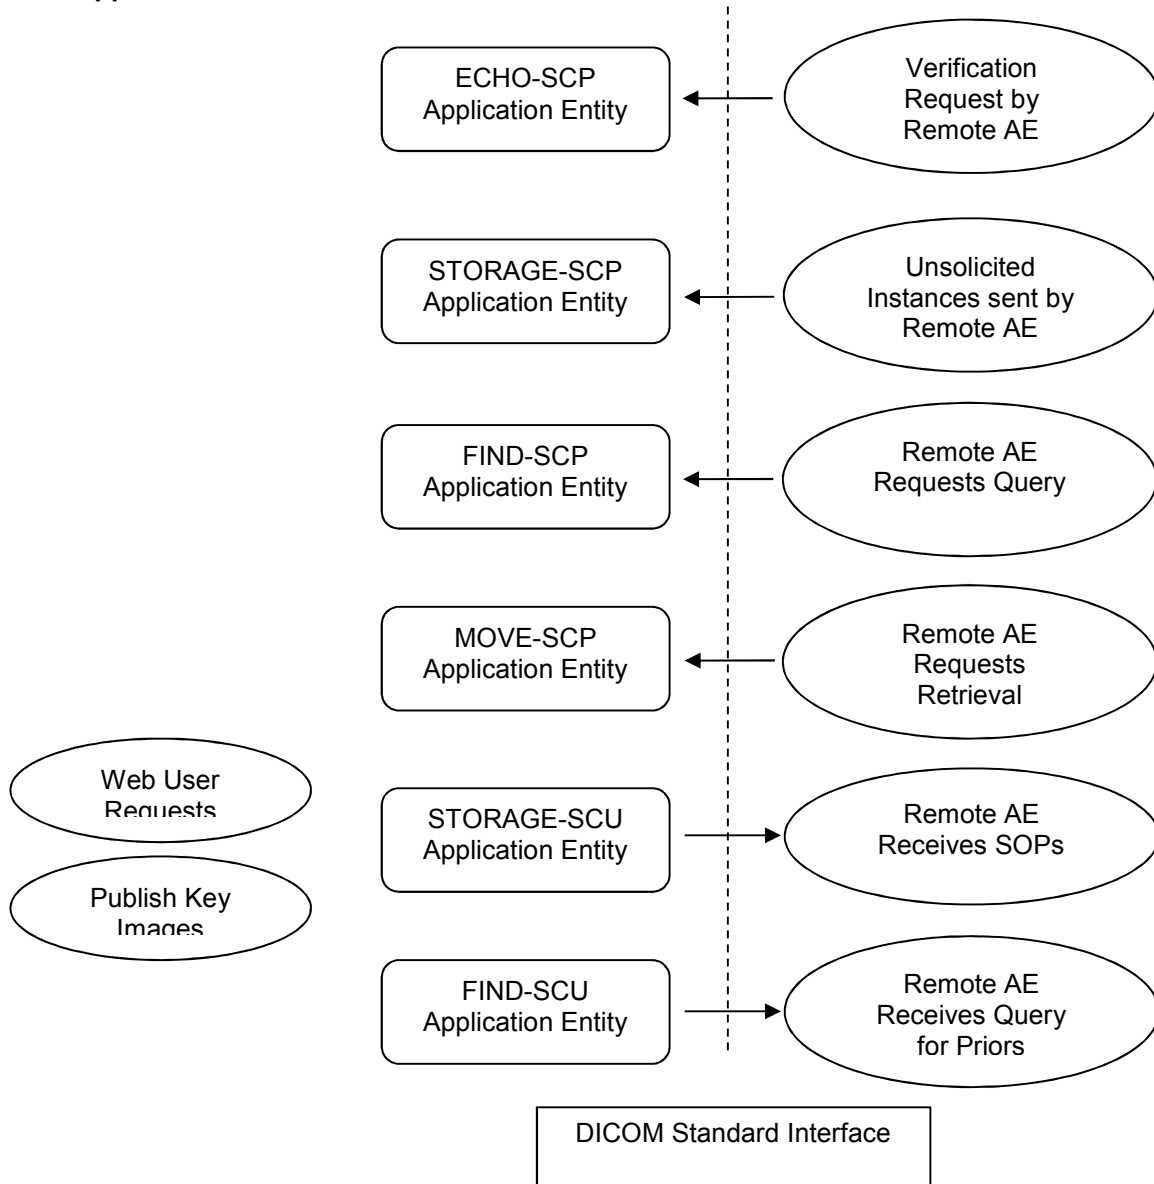 ECHO-SCP
Application Entity
Verification
Request by
Remote AE
STORAGE-SCP
Application Entity
Unsolicited
Instances sent by
Remote AE
FIND-SCP
Application Entity
Remote AE
Requests Query
MOVE-SCP
Application Entity
Remote AE
Requests
Retrieval
Web User
Requests
STORAGE-SCU
Application Entity
Remote AE
Receives SOPs
Publish Key
Images
FIND-SCU
Application Entity
Remote AE
Receives Query
for Priors
DICOM Standard Interface